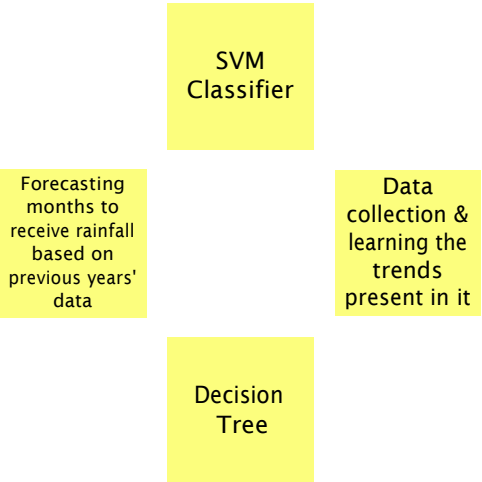 SVM
Classifier
Forecasting
months to
receive rainfall
based on
previous years'
data
Data
collection &
learning the
trends
present in it
Decision
Tree